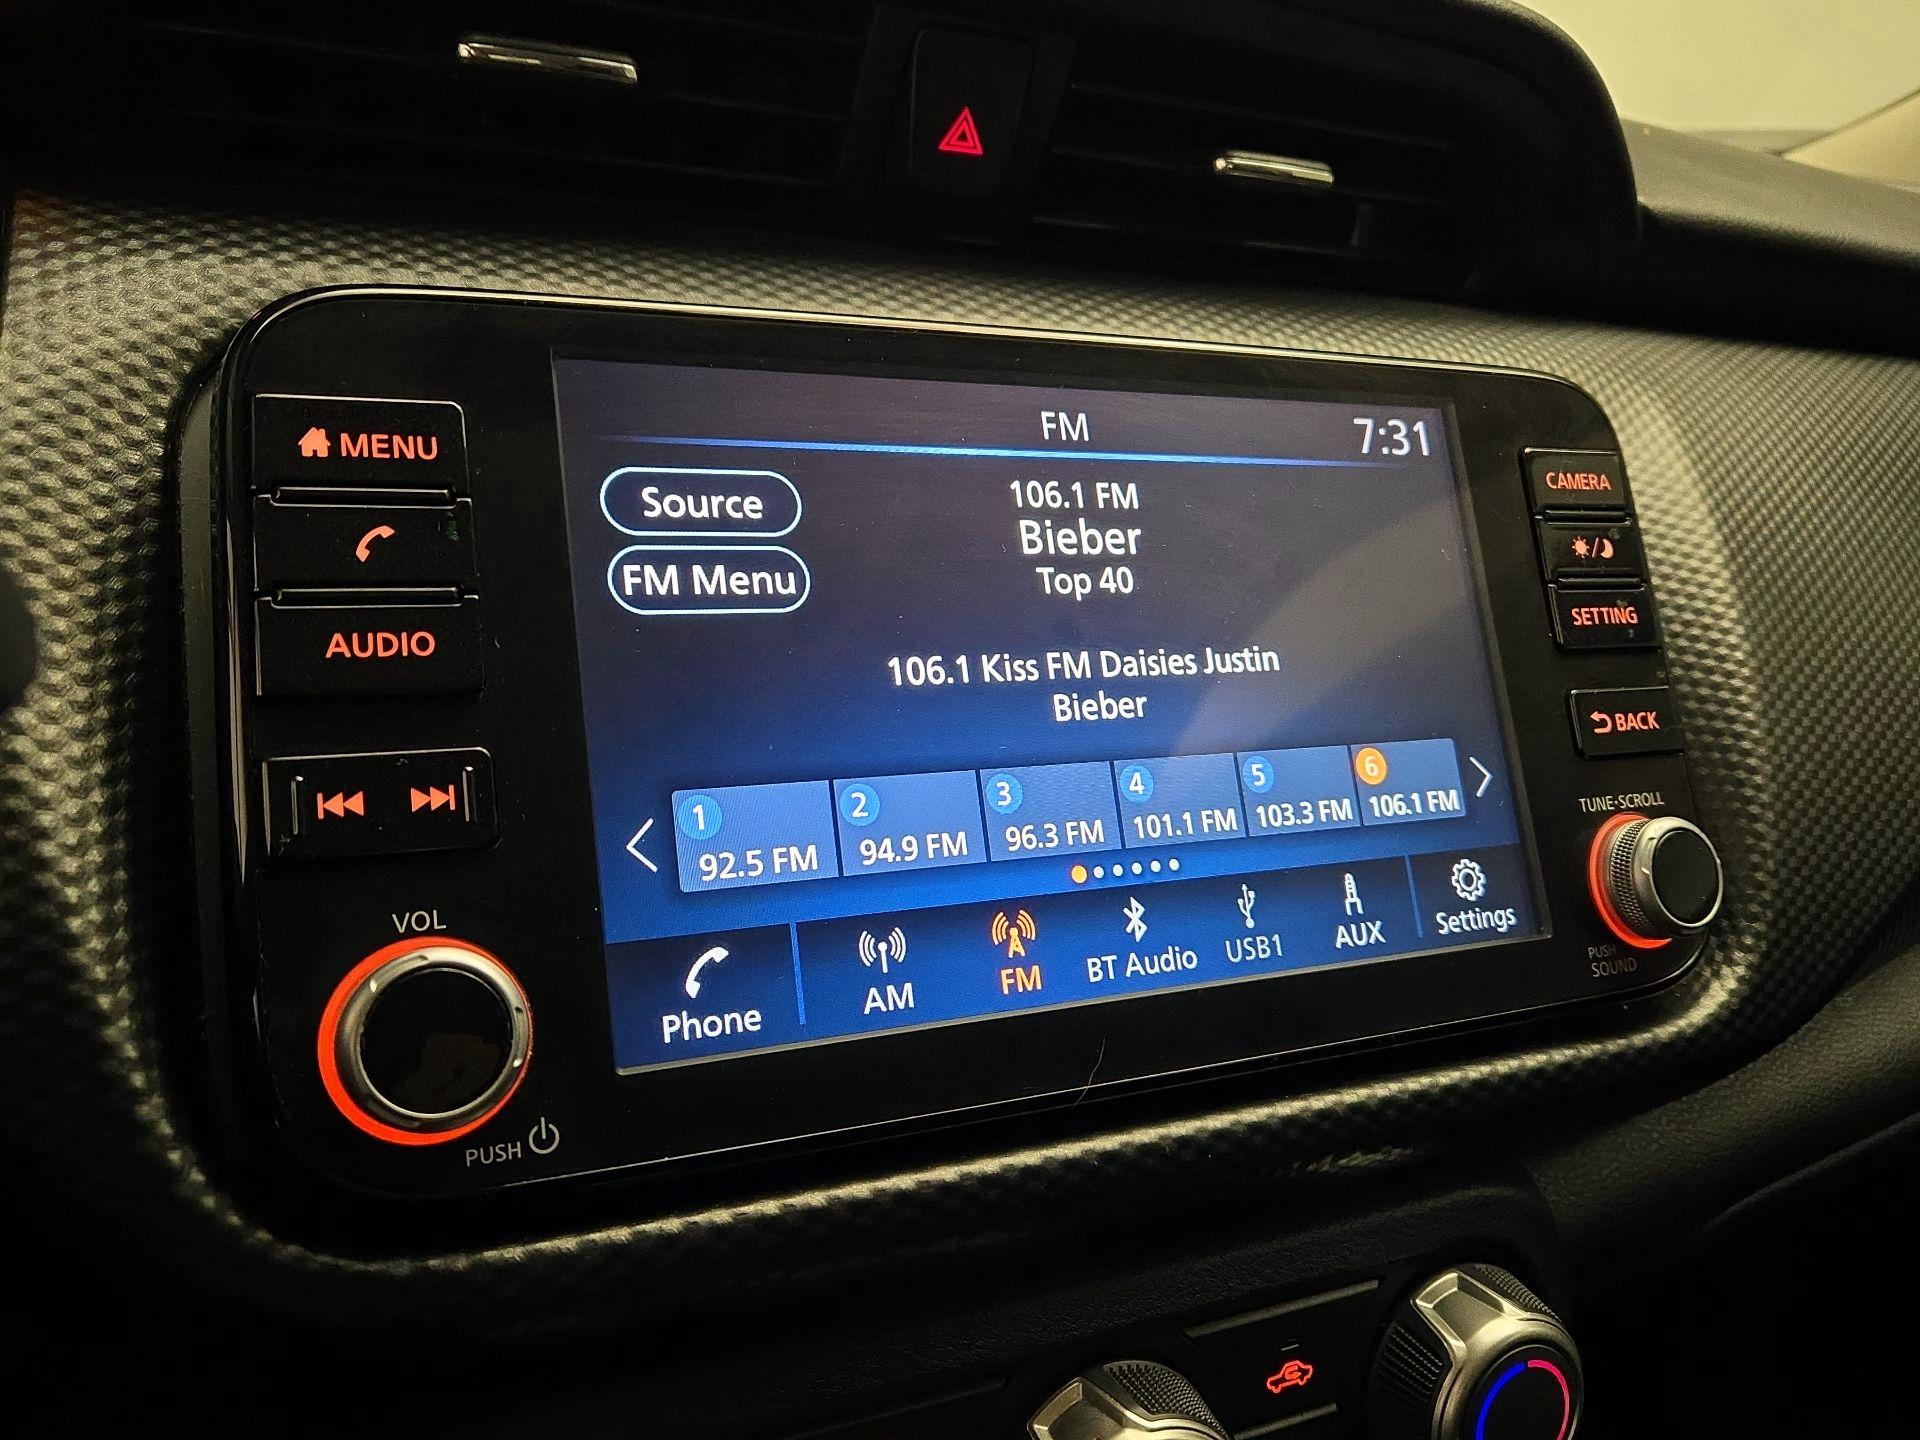 MENU
AUDIO
VOL
PUSH
FM
7:31
Source
FM Menu
106.1 FM
Bieber
Top 40
106.1 Kiss FM Daisies Justin
Bieber
1
92.5 FM
2
94.9 FM
3
96.3 FM
4
101.1 FM
5
103.3 FM
6
106.1 FM
Phone
AM
FM
BT Audio
USB1
AUX
Settings
CAMERA
SETTING
BACK
TUNE·SCROLL
PUSH
SOUND